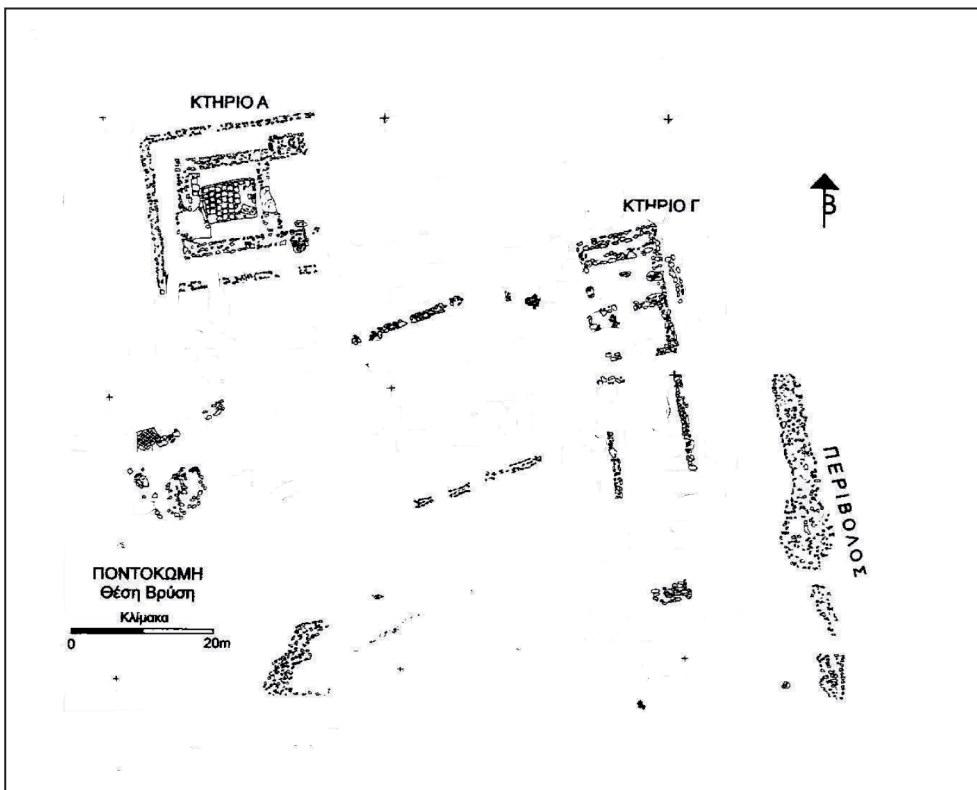 ΚΤΗΡΙΟ Α
ΚΤΗΡΙΟ Γ
Β
ΠΕΡΙΒΟΛΟΣ
ΠΟΝΤΟΚΩΜΗ
Θέση Βρύση
Κλίμακα
0 20m